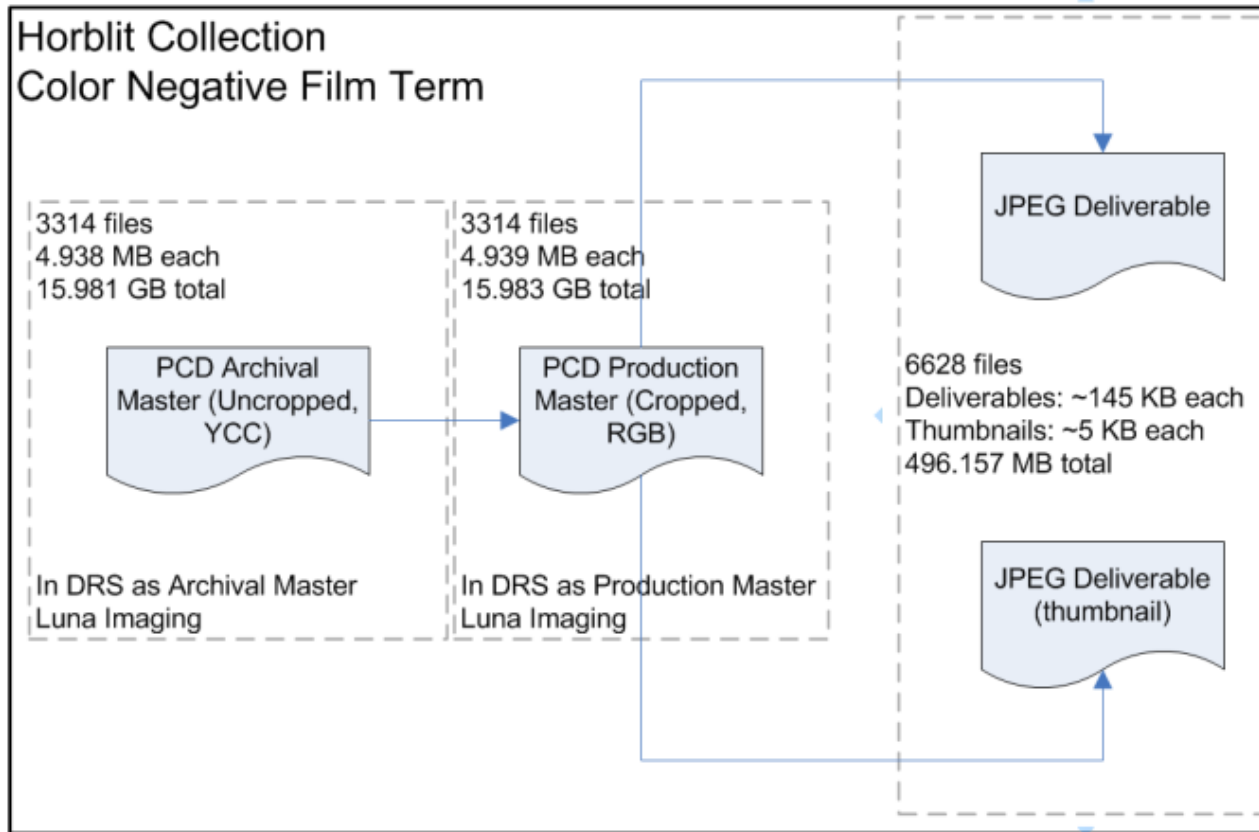 Horblit Collection
Color Negative Film Term
3314 files
4.938 MB each
15.981 GB total
PCD Archival
Master (Uncropped,
YCC)
In DRS as Archival Master
Luna Imaging
3314 files
4.939 MB each
15.983 GB total
PCD Production
Master (Cropped,
RGB)
In DRS as Production Master
Luna Imaging
JPEG Deliverable
6628 files
Deliverables: ~145 KB each
Thumbnails: ~5 KB each
496.157 MB total
JPEG Deliverable
(thumbnail)